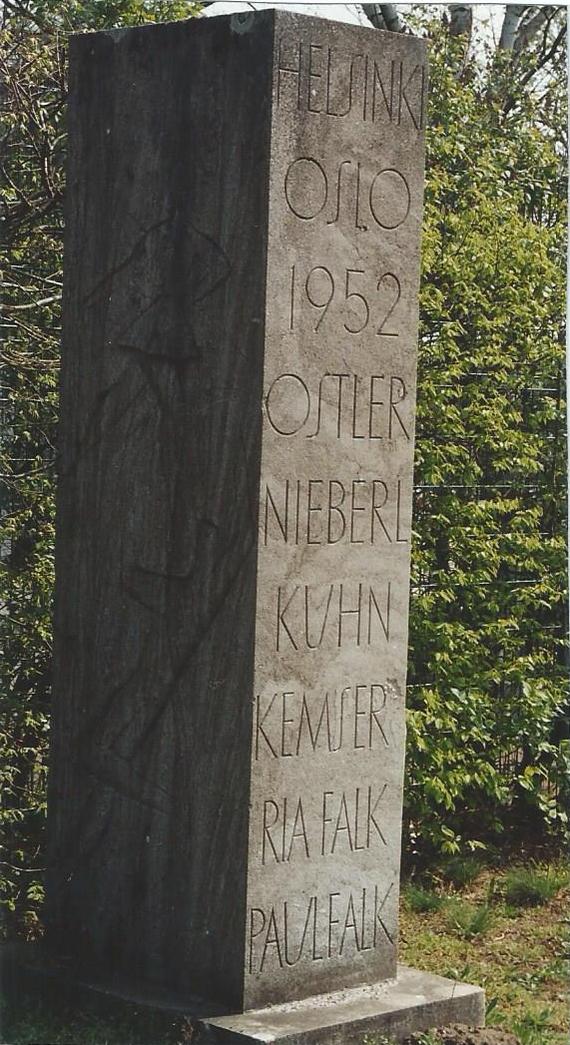 HELSINKI
OSLO
1952
OSTLER
NIEBERL
KUHN
KEMSER
RIA FALK
PAUL FALK